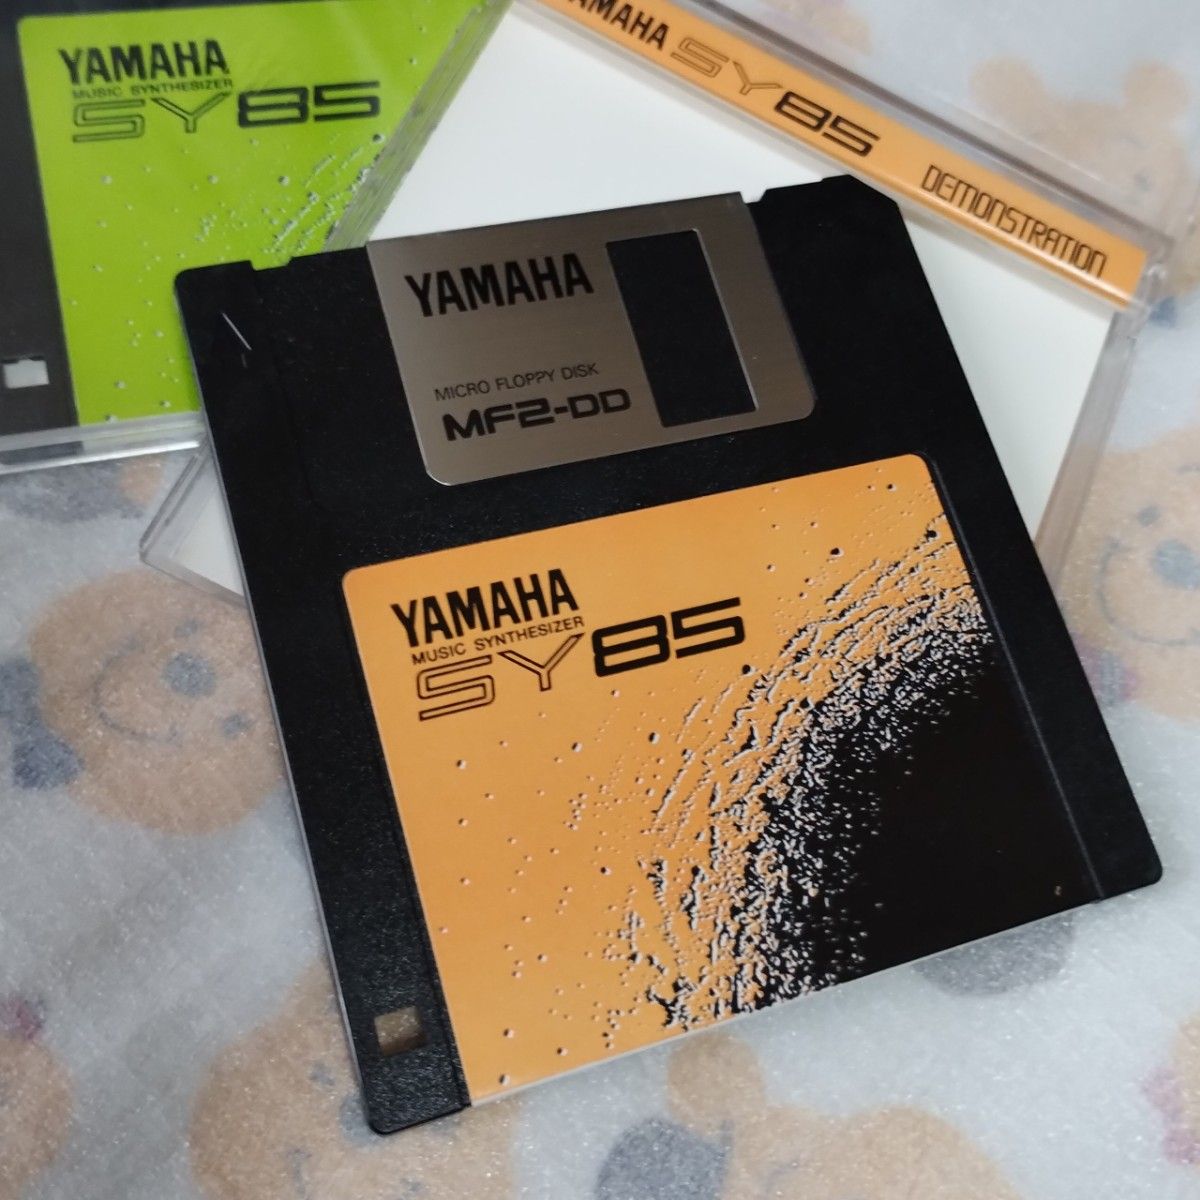 YAMAHA
MUSIC SYNTHESIZER
SY85
YAMAHA SY85 DEMONSTRATION
YAMAHA
MICRO FLOPPY DISK
MF2-DD
YAMAHA
MUSIC SYNTHESIZER
SY85